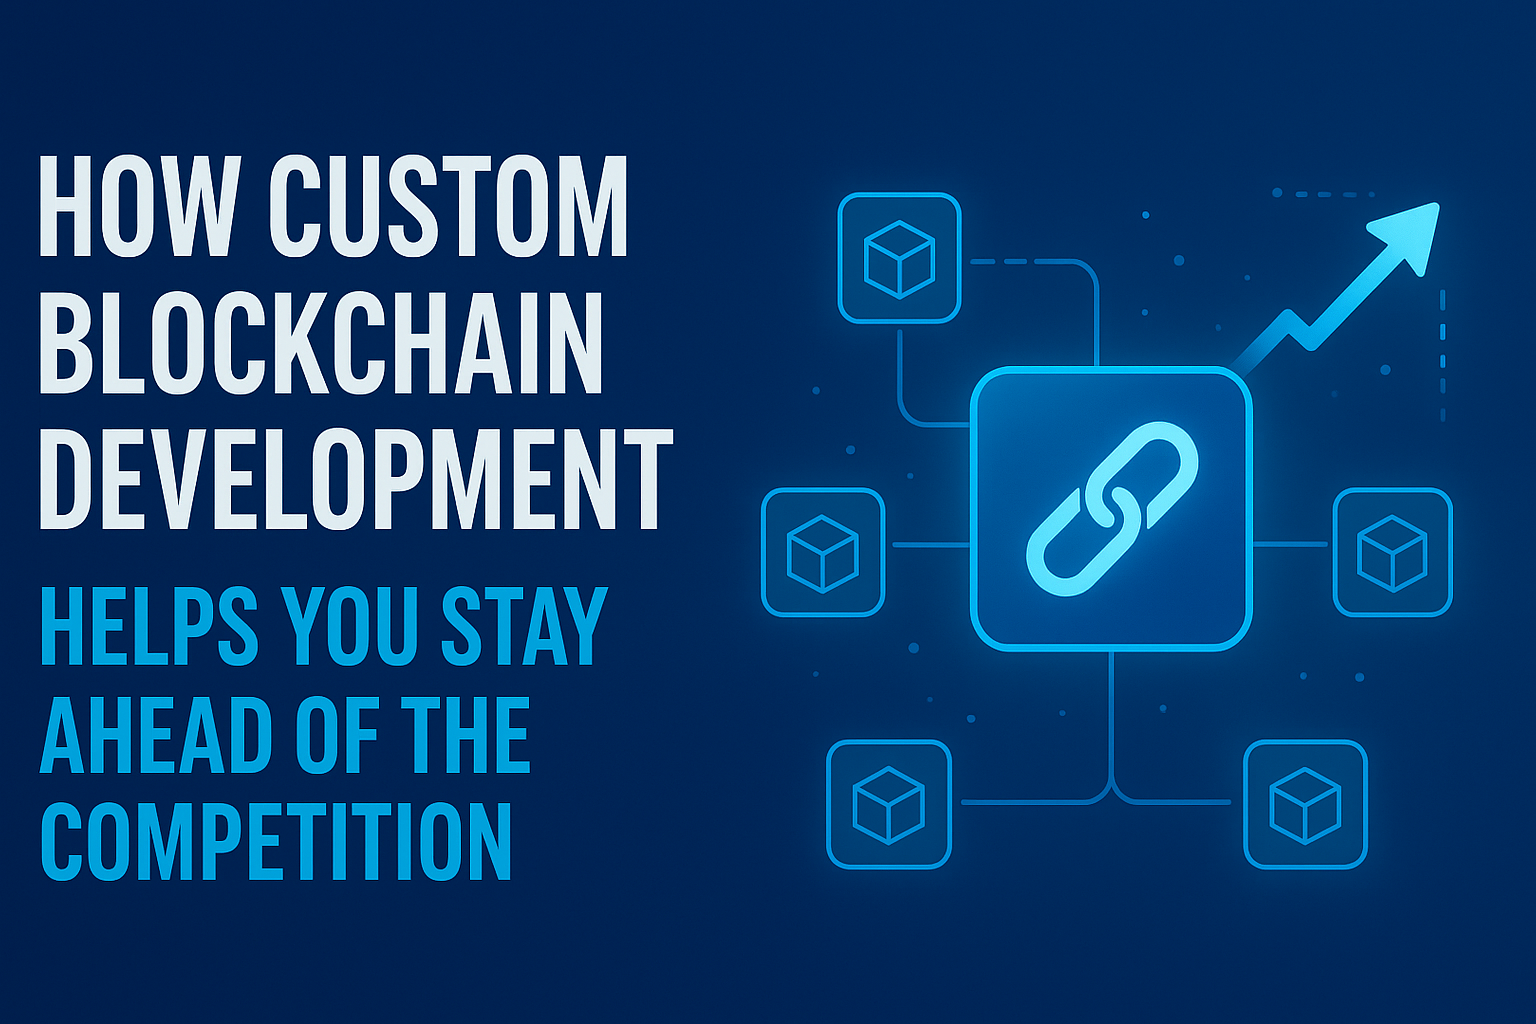 HOW CUSTOM
BLOCKCHAIN
DEVELOPMENT
HELPS YOU STAY
AHEAD OF THE
COMPETITION